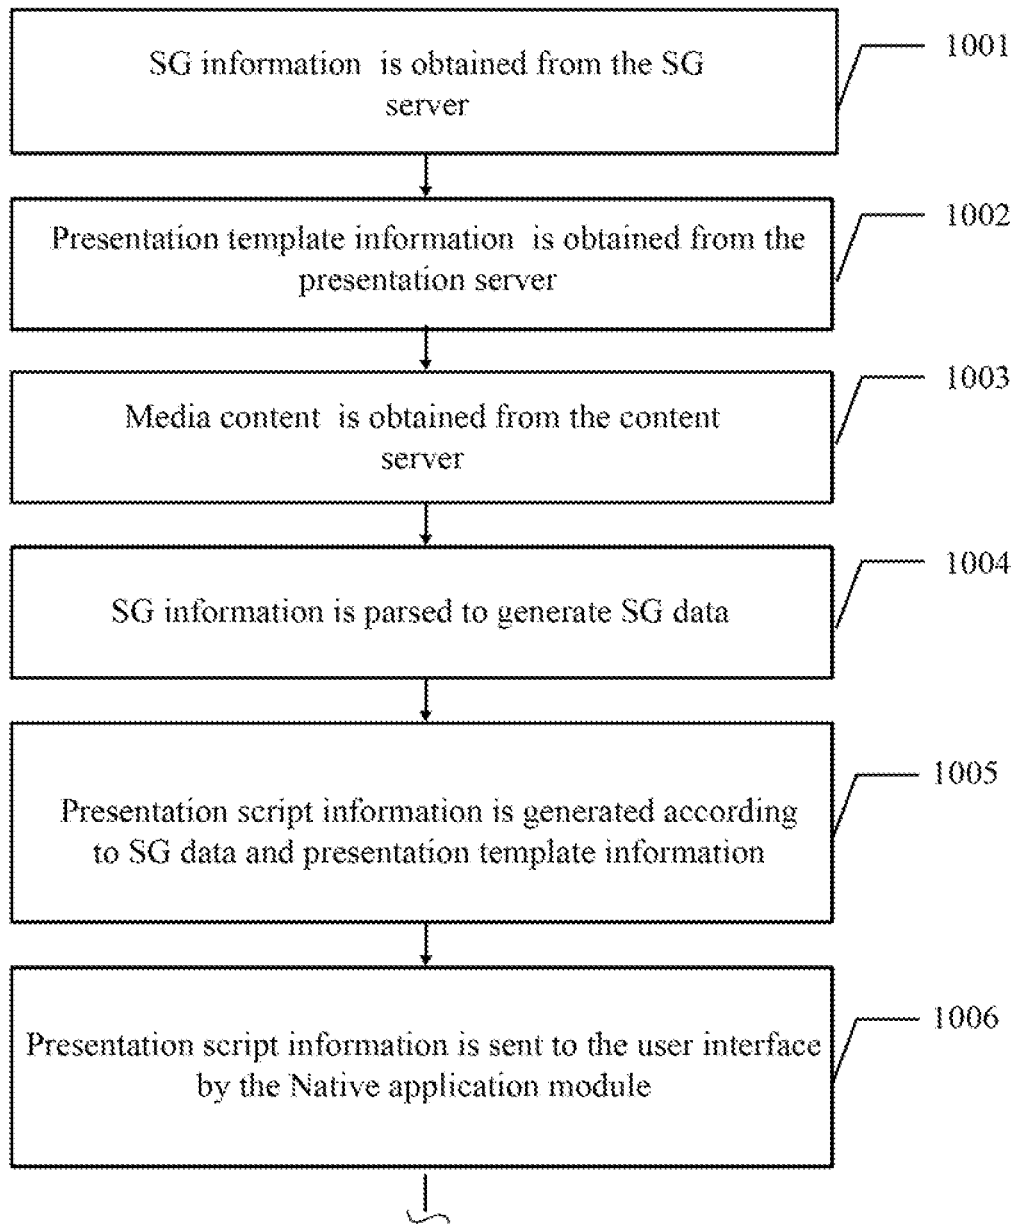 SG information is obtained from the SG
server
1001
Presentation template information is obtained from the
presentation server
1002
Media content is obtained from the content
server
1003
SG information is parsed to generate SG data
1004
Presentation script information is generated according
to SG data and presentation template information
1005
Presentation script information is sent to the user interface
by the Native application module
1006